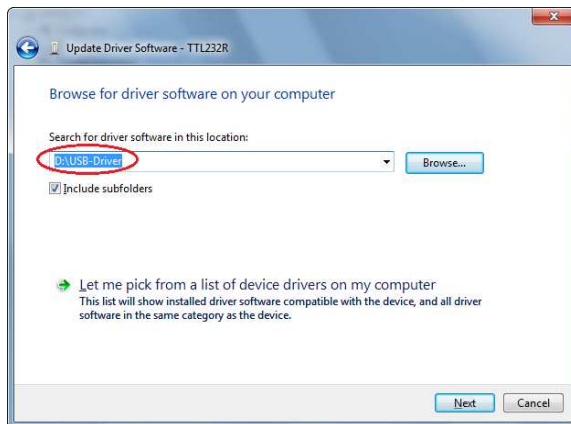 Update Driver Software - TTL232R
Browse for driver software on your computer
Search for driver software in this location:
D:\USB-Driver
Browse...
Include subfolders
Let me pick from a list of device drivers on my computer
This list will show installed driver software compatible with the device, and all driver
software in the same category as the device.
Next
Cancel